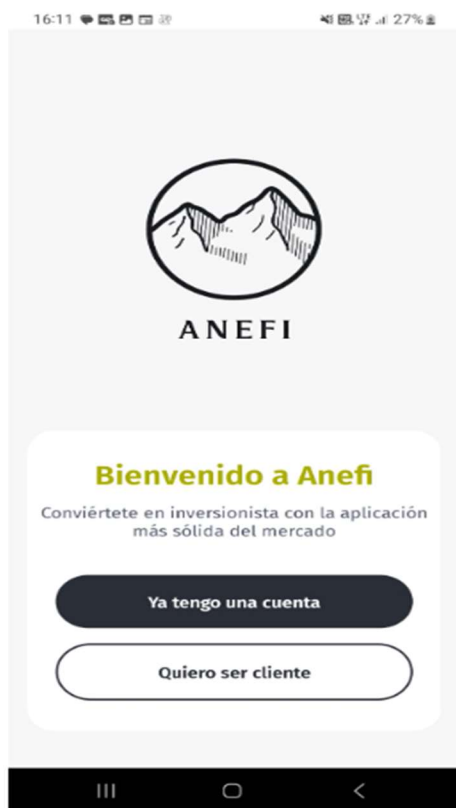 16:11
27%
ANEFI
Bienvenido a Anefi
Conviértete en inversionista con la aplicación
más sólida del mercado
Ya tengo una cuenta
Quiero ser cliente